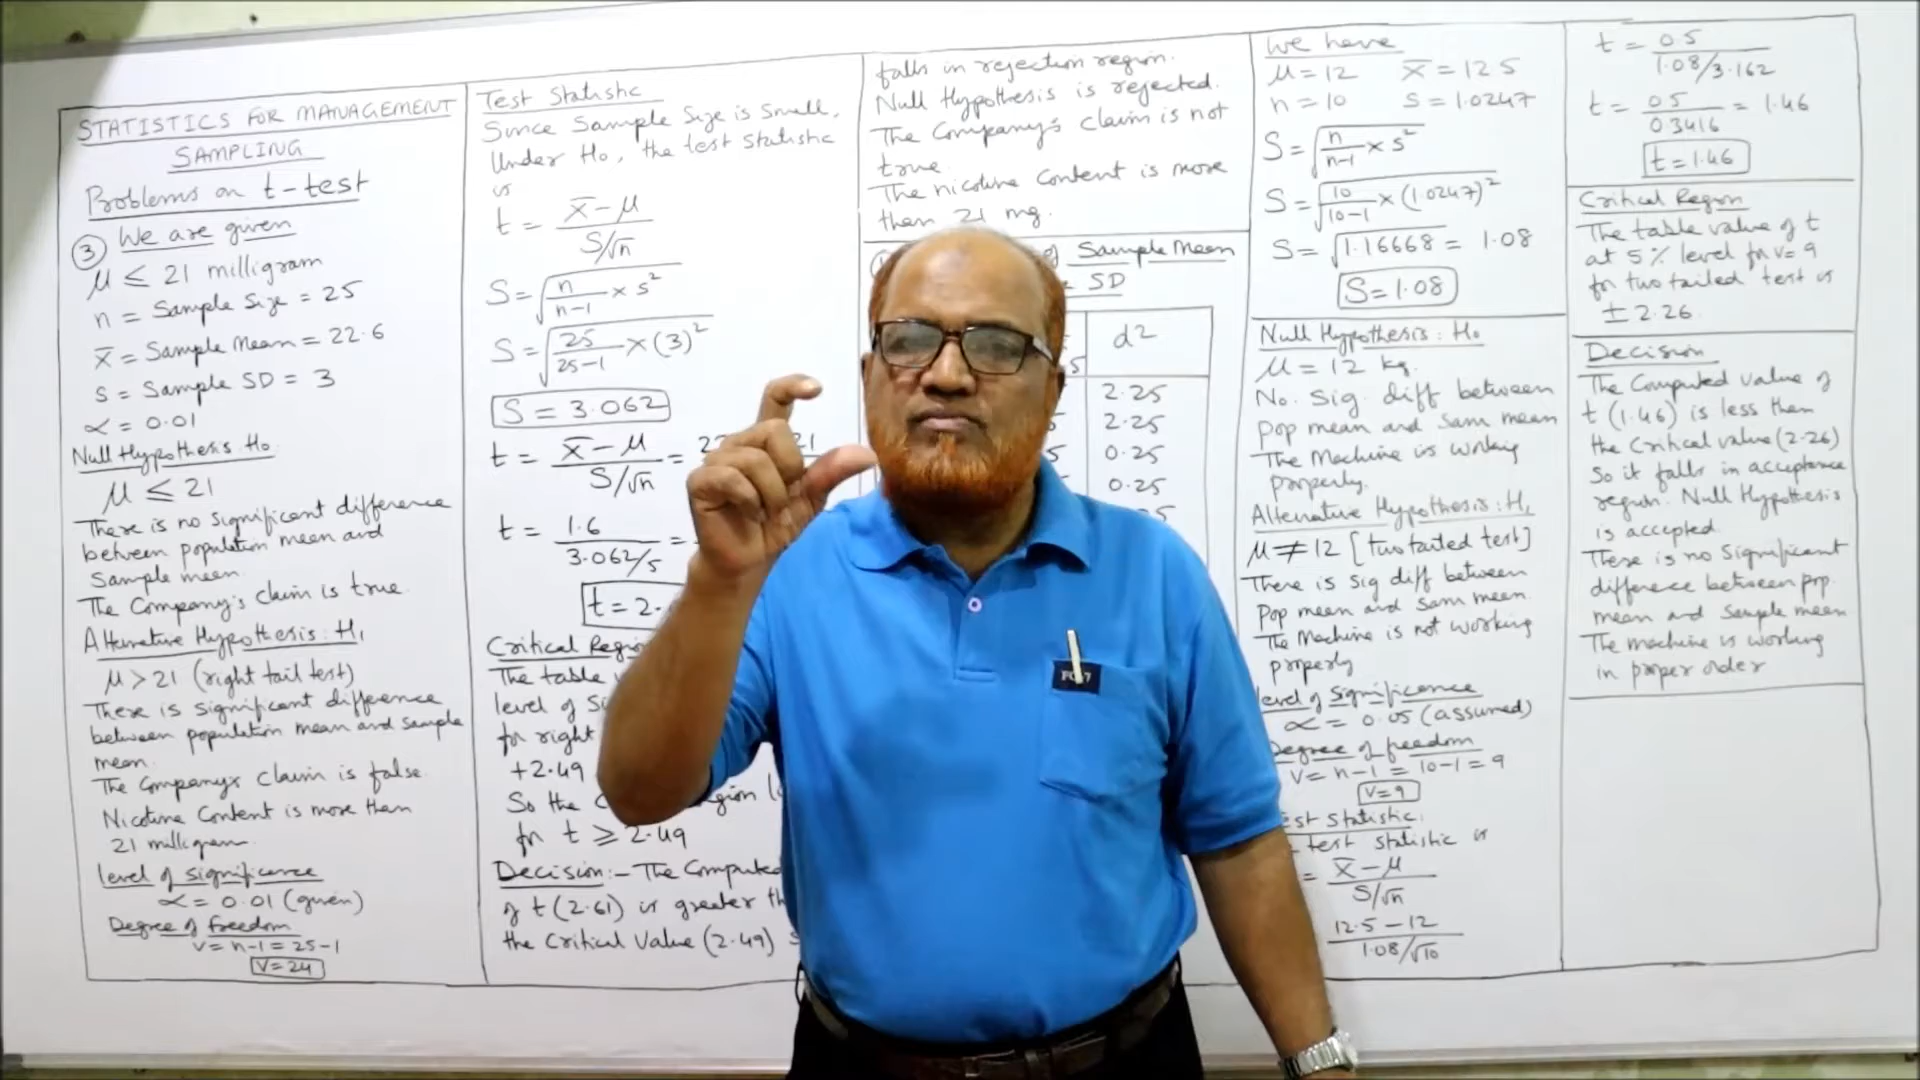 STATISTICS FOR MANAGEMENT
SAMPLING
Problems on t-test
3 We are given
μ ≤ 21 milligram
n = Sample Size = 25
x̄ = Sample Mean = 22.6
s = Sample SD = 3
α = 0.01
Null Hypothesis H₀
μ ≤ 21
There is no significant difference
between population mean and
Sample mean
The Company's claim is true.
Alternative Hypothesis: H₁
μ > 21 (right tail test)
There is significant difference
between population mean and sample
mean.
The Company's claim is false.
Nicotine Content is more than
21 milligram.
level of significance
α = 0.01 (given)
Degree of freedom
v = n-1 = 25-1
v=24
Test Statistic
Since Sample Size is Small,
Under H₀, the test statistic
is
t = x̄-μ / S/√n
S = √(n/n-1 × s²)
S = √(25/25-1 × (3)²)
S = 3.062
t = x̄-μ / S/√n = 21
t = 1.6 / 3.062/5 =
t = 2.
Critical Region
The table
level of
for right
+2.49
So the region
for t ≥ 2.49
Decision:- The Computed
of t (2.61) is greater
the Critical Value (2.49)
falls in rejection region.
Null Hypothesis is rejected.
The Company's claim is not
true.
The nicotine Content is more
than 21 mg.
of Sample Mean
SD
d2
2.25
2.25
0.25
0.25
We have
μ = 12 x̄ = 12.5
n = 10 s = 1.0247
S = √(n/n-1 × s²)
S = √(10/10-1 × (1.0247)²)
S = √1.16668 = 1.08
S = 1.08
Null Hypothesis: H₀
μ = 12 kg.
No. Sig. diff between
pop mean and Sam mean
The Machine is working
properly.
Alternative Hypothesis: H₁
μ ≠ 12 [two tailed test]
There is sig diff between
pop mean and Sam mean.
The Machine is not working
properly
level of significance
α = 0.05 (assumed)
Degree of freedom
v = n-1 = 10-1 = 9
v=9
Test Statistic.
test statistic is
= x̄-μ / S/√n
12.5-12 / 1.08/√10
t = 0.5 / 1.08/3.162
t = 0.5 / 0.3416 = 1.46
t = 1.46
Critical Region
The table value of t
at 5% level for v=9
for two tailed test is
± 2.26
Decision
The Computed value of
t (1.46) is less than
the Critical value (2.26)
So it falls in acceptance
region. Null Hypothesis
is accepted.
There is no significant
difference between pop.
mean and Sample mean
The machine is working
in proper order